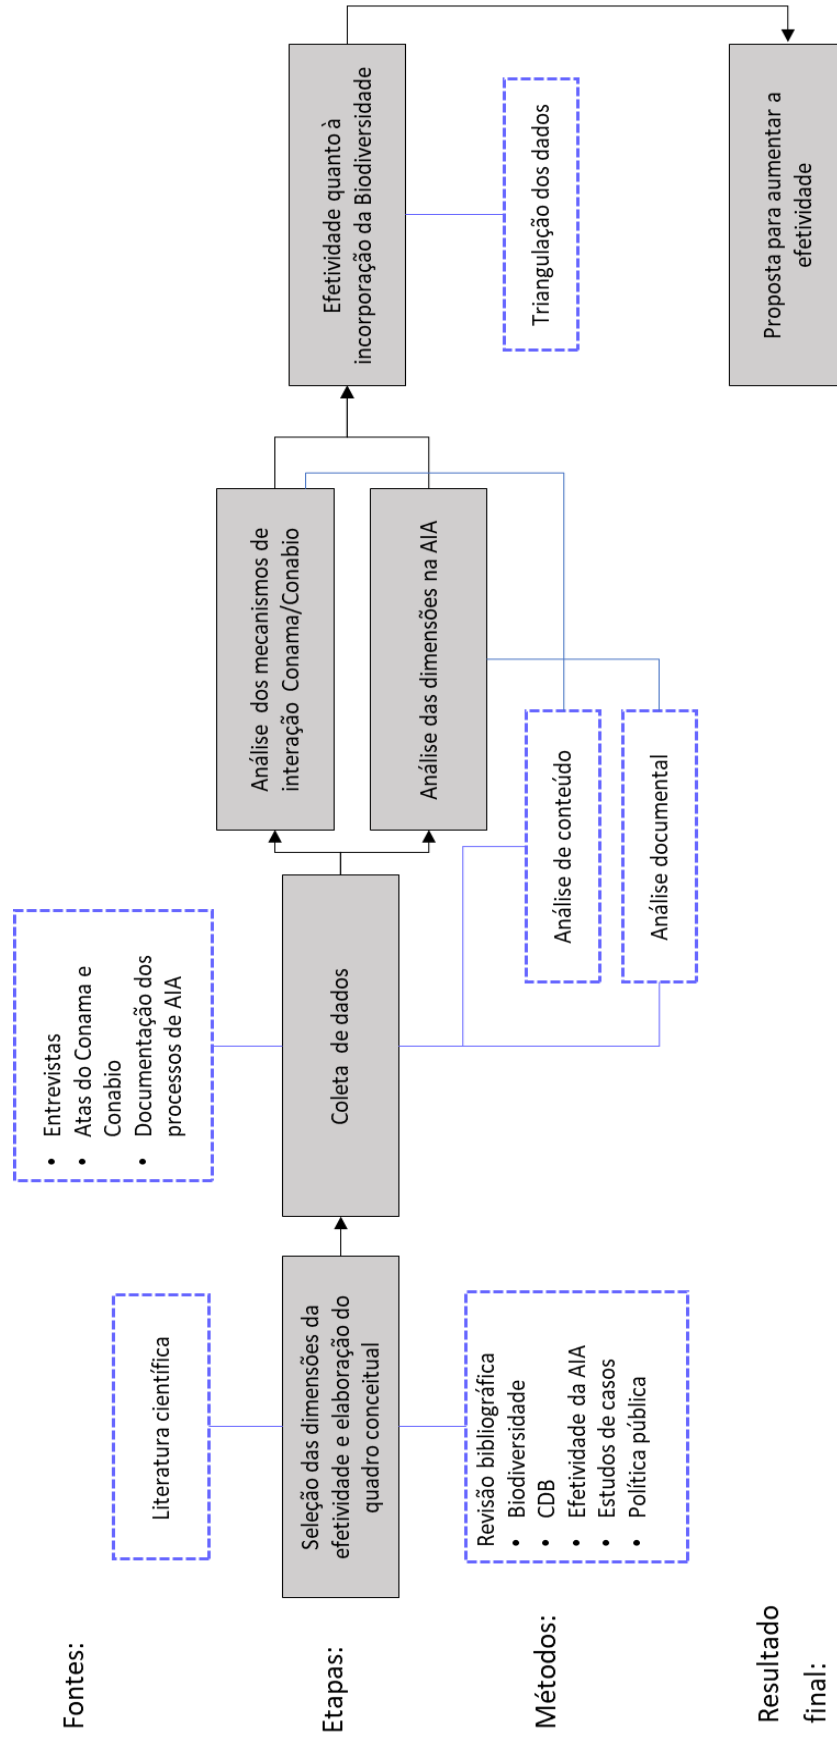 Fontes:
Literatura científica
• Entrevistas
• Atas do Conama e
Conabio
• Documentação dos
processos de AIA
Etapas:
Seleção das dimensões da
efetividade e elaboração do
quadro conceitual
Coleta de dados
Análise dos mecanismos de
interação Conama/Conabio
Análise das dimensões na AIA
Efetividade quanto à
incorporação da Biodiversidade
Métodos:
Revisão bibliográfica
• Biodiversidade
• CDB
• Efetividade da AIA
• Estudos de casos
• Política pública
Análise de conteúdo
Análise documental
Triangulação dos dados
Resultado
final:
Proposta para aumentar a
efetividade